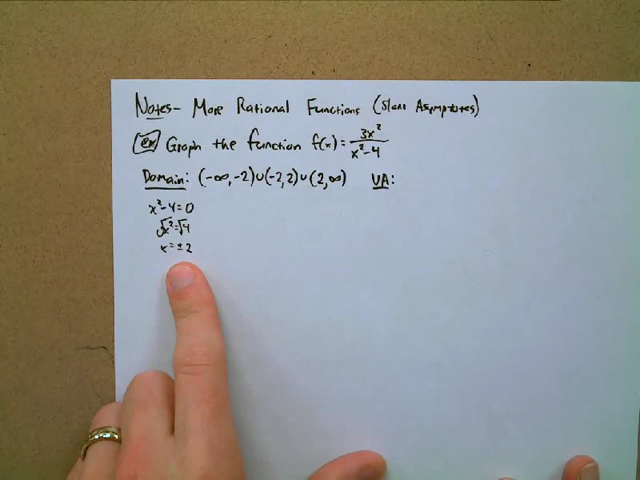 Notes- More Rational Functions (Slant Asymptotes)
ex Graph the function f(x) = 3x²/(x²-4)
Domain: (-∞, -2)∪(-2, 2)∪(2, ∞) VA:
x²-4=0
√x²=√4
x=±2